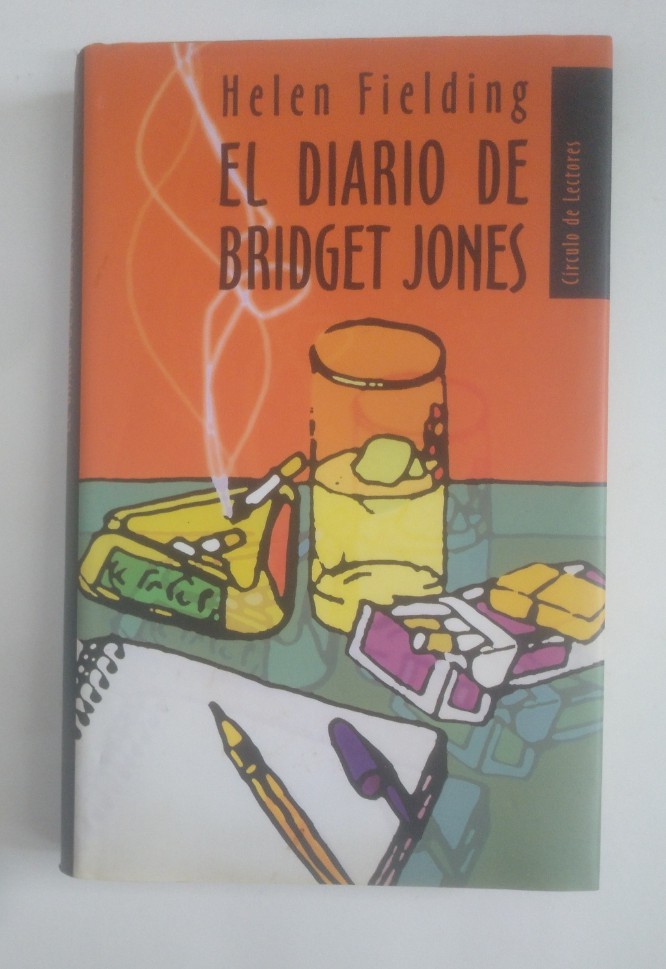 Helen Fielding
EL DIARIO DE
BRIDGET JONES
Círculo de Lectores